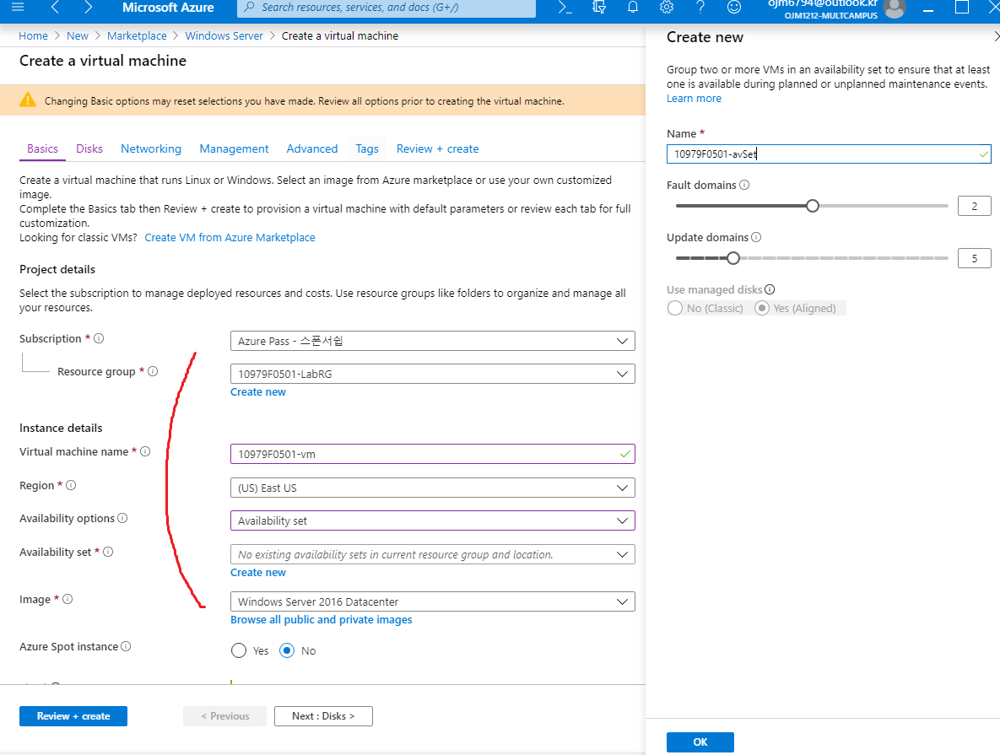 Microsoft Azure
Search resources, services, and docs (G+/)
ojm6794@outlook.kr
OJM1212-MULTCAMPUS
Home > New > Marketplace > Windows Server > Create a virtual machine
Create a virtual machine
Changing Basic options may reset selections you have made. Review all options prior to creating the virtual machine.
Basics Disks Networking Management Advanced Tags Review + create
Create a virtual machine that runs Linux or Windows. Select an image from Azure marketplace or use your own customized
image.
Complete the Basics tab then Review + create to provision a virtual machine with default parameters or review each tab for full
customization.
Looking for classic VMs? Create VM from Azure Marketplace
Project details
Select the subscription to manage deployed resources and costs. Use resource groups like folders to organize and manage all
your resources.
Subscription *
Azure Pass - 스폰서쉽
Resource group *
10979F0501-LabRG
Create new
Instance details
Virtual machine name *
10979F0501-vm
Region *
(US) East US
Availability options
Availability set
Availability set *
No existing availability sets in current resource group and location.
Create new
Image *
Windows Server 2016 Datacenter
Browse all public and private images
Azure Spot instance
Yes No
Review + create
< Previous
Next : Disks >
Create new
Group two or more VMs in an availability set to ensure that at least
one is available during planned or unplanned maintenance events.
Learn more
Name *
10979F0501-avSet
Fault domains
2
Update domains
5
Use managed disks
No (Classic) Yes (Aligned)
OK